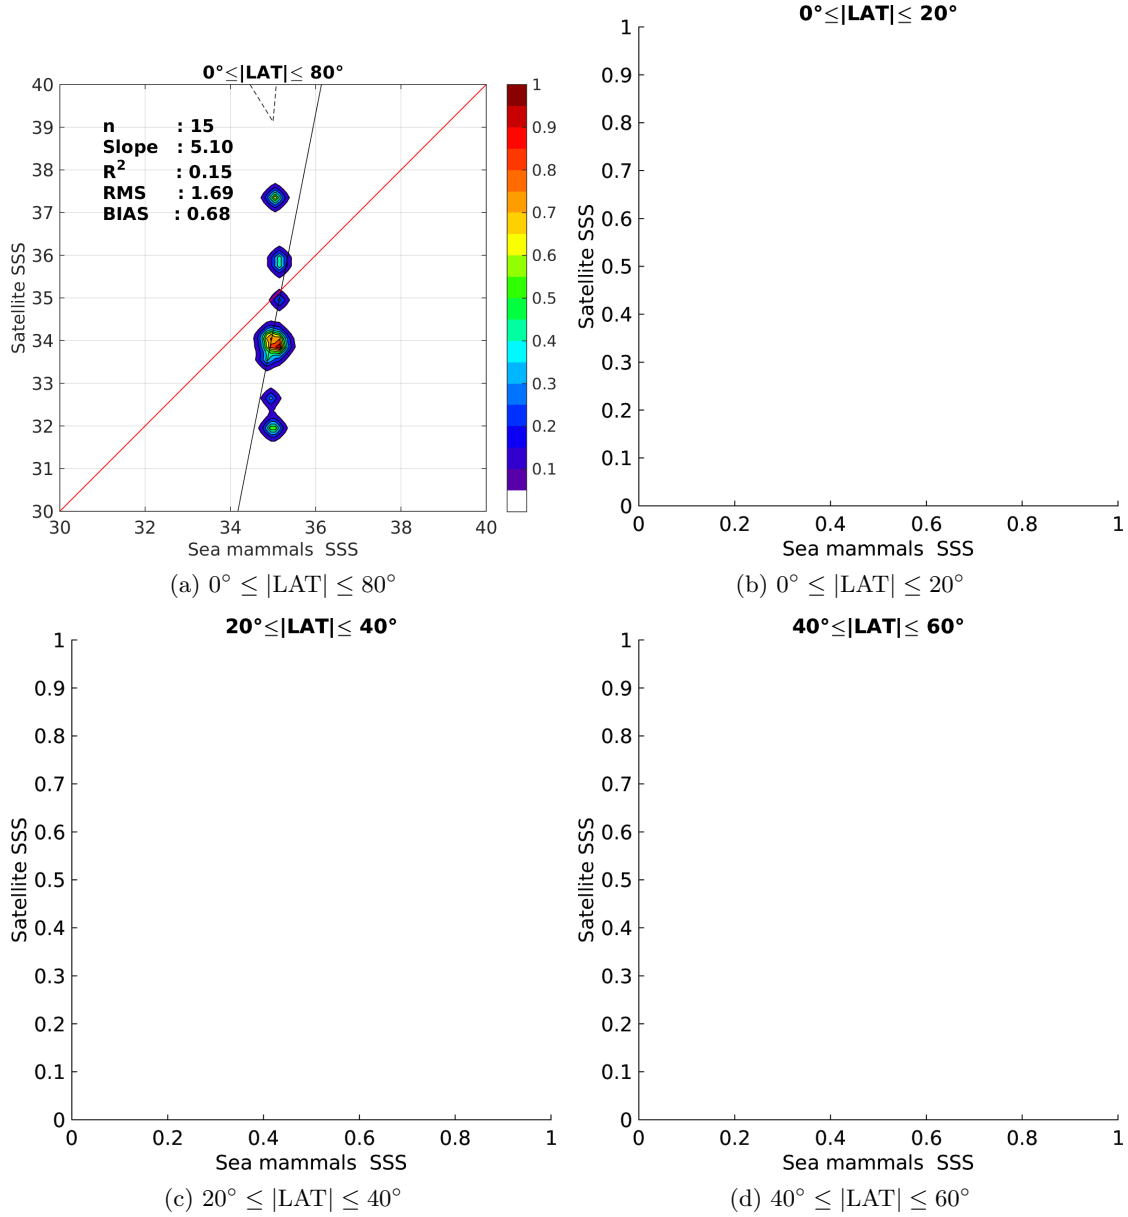 0°≤|LAT|≤ 80°
40
39
38
37
36
35
34
33
32
31
30
n : 15
Slope : 5.10
R² : 0.15
RMS : 1.69
BIAS : 0.68
Satellite SSS
30 32 34 36 38 40
Sea mammals SSS
1
0.9
0.8
0.7
0.6
0.5
0.4
0.3
0.2
0.1
(a) 0° ≤ |LAT| ≤ 80°
0°≤|LAT|≤ 20°
1
0.9
0.8
0.7
0.6
0.5
0.4
0.3
0.2
0.1
0
Satellite SSS
0 0.2 0.4 0.6 0.8 1
Sea mammals SSS
(b) 0° ≤ |LAT| ≤ 20°
20°≤|LAT|≤ 40°
1
0.9
0.8
0.7
0.6
0.5
0.4
0.3
0.2
0.1
0
Satellite SSS
0 0.2 0.4 0.6 0.8 1
Sea mammals SSS
(c) 20° ≤ |LAT| ≤ 40°
40°≤|LAT|≤ 60°
1
0.9
0.8
0.7
0.6
0.5
0.4
0.3
0.2
0.1
0
Satellite SSS
0 0.2 0.4 0.6 0.8 1
Sea mammals SSS
(d) 40° ≤ |LAT| ≤ 60°